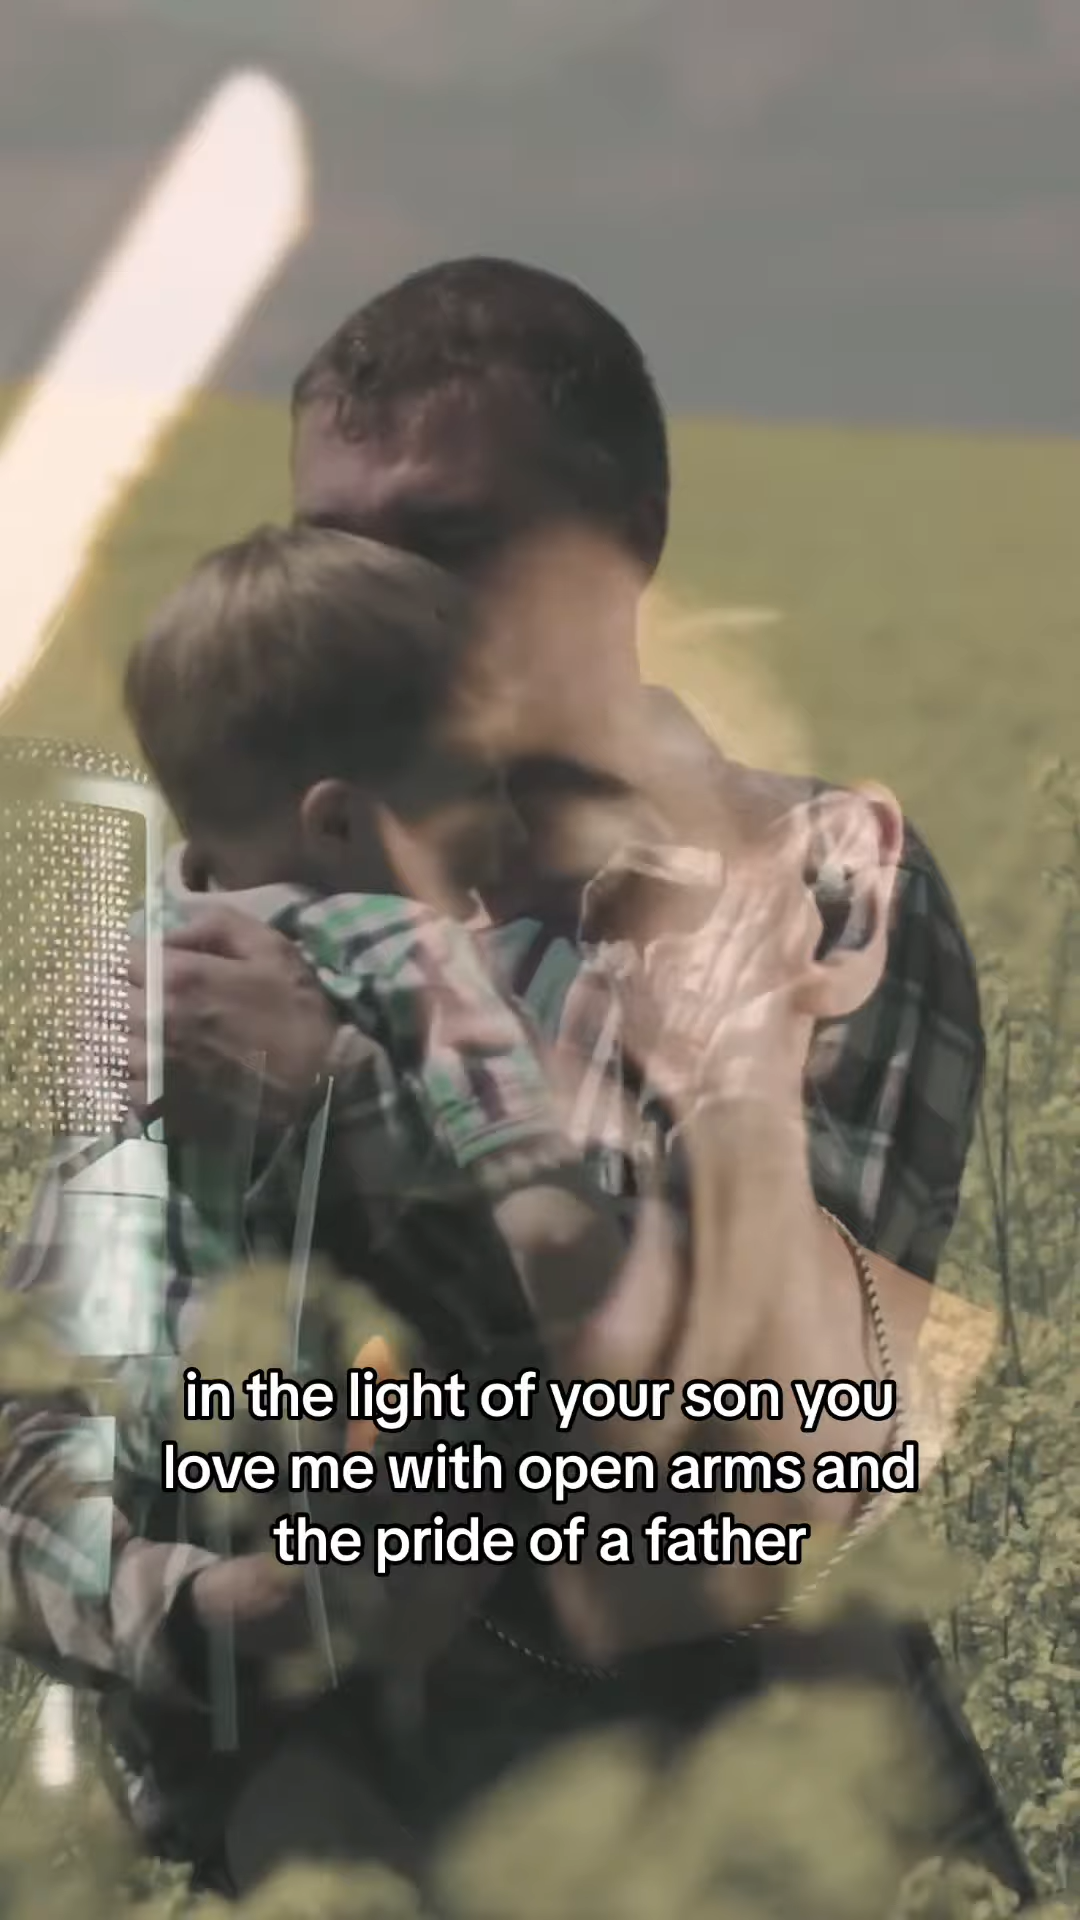 in the light of your son you
love me with open arms and
the pride of a father